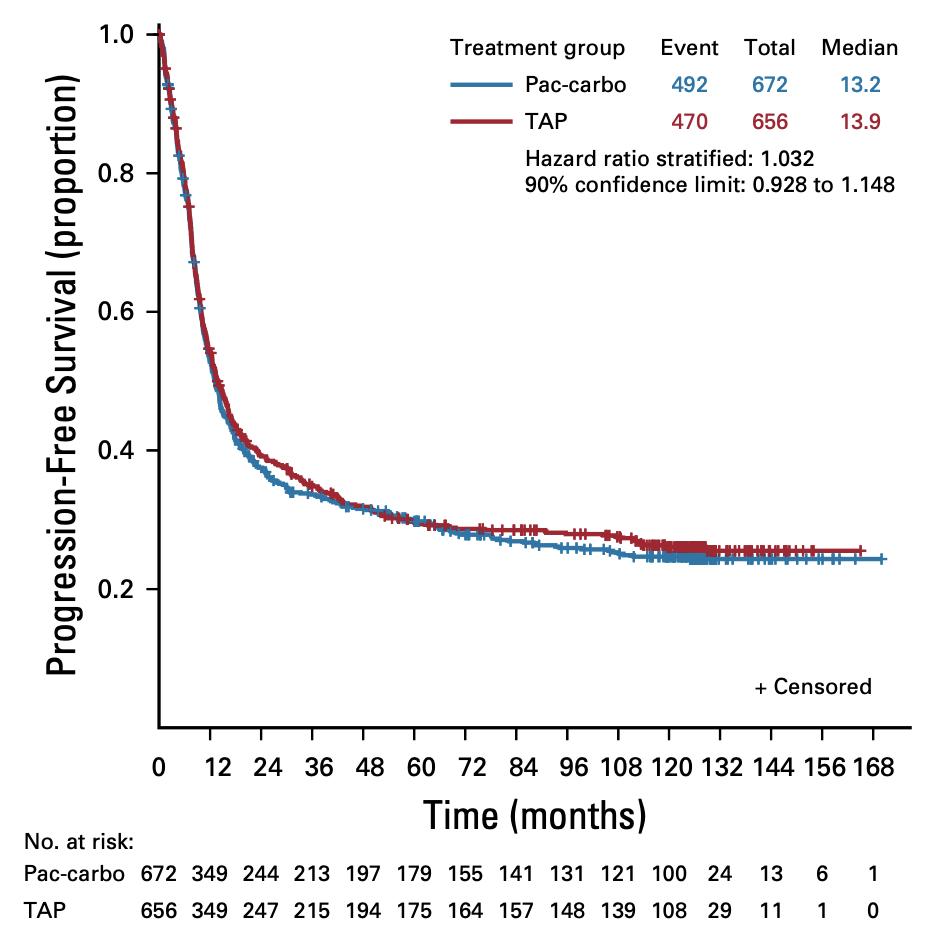 Treatment group Event Total Median
Pac-carbo 492 672 13.2
TAP 470 656 13.9
Hazard ratio stratified: 1.032
90% confidence limit: 0.928 to 1.148
Progression-Free Survival (proportion)
1.0
0.8
0.6
0.4
0.2
+ Censored
0 12 24 36 48 60 72 84 96 108 120 132 144 156 168
Time (months)
No. at risk:
Pac-carbo 672 349 244 213 197 179 155 141 131 121 100 24 13 6 1
TAP 656 349 247 215 194 175 164 157 148 139 108 29 11 1 0